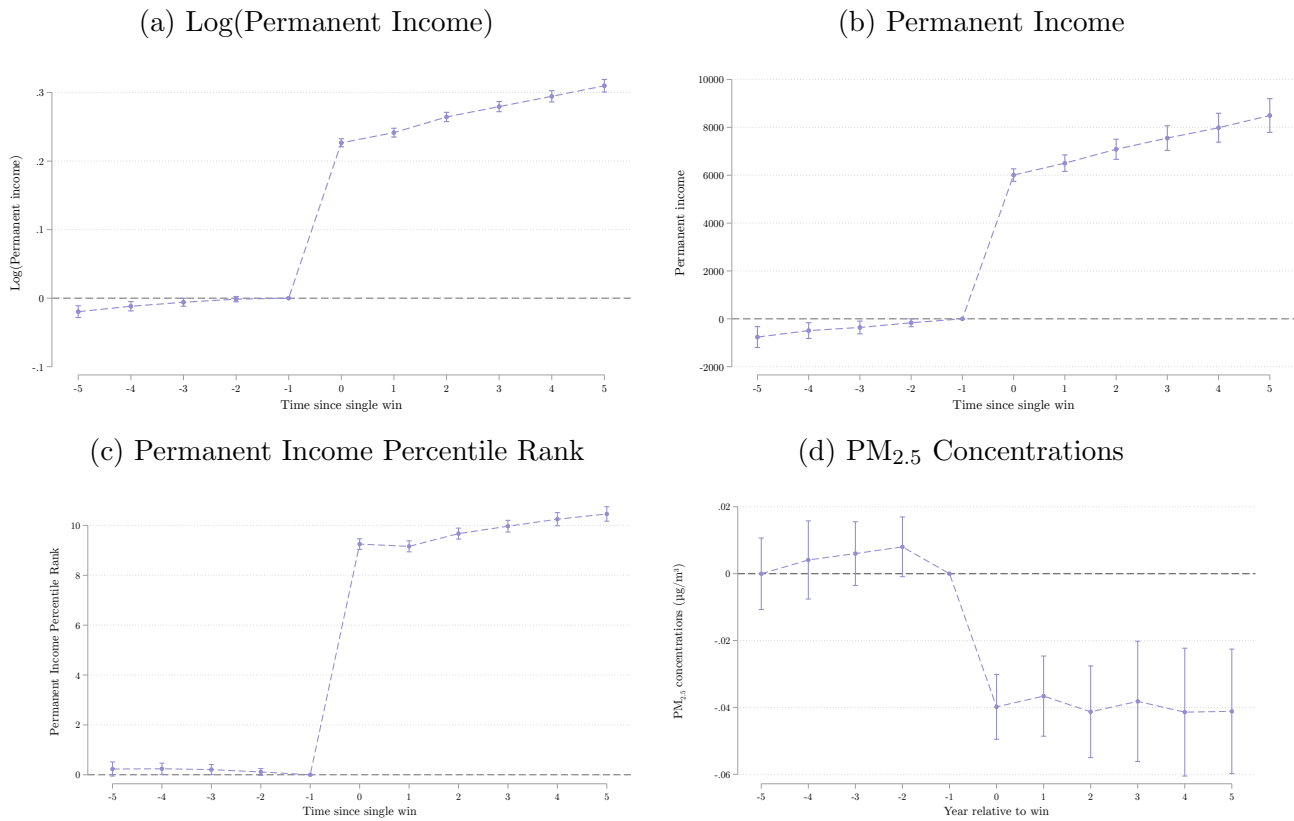 (a) Log(Permanent Income)
.3
.2
.1
0
-.1
Log(Permanent income)
-5 -4 -3 -2 -1 0 1 2 3 4 5
Time since single win
(b) Permanent Income
10000
8000
6000
4000
2000
0
-2000
Permanent income
-5 -4 -3 -2 -1 0 1 2 3 4 5
Time since single win
(c) Permanent Income Percentile Rank
10
8
6
4
2
0
Permanent Income Percentile Rank
-5 -4 -3 -2 -1 0 1 2 3 4 5
Time since single win
(d) PM2.5 Concentrations
.02
0
-.02
-.04
-.06
PM2.5 concentrations (µg/m³)
-5 -4 -3 -2 -1 0 1 2 3 4 5
Year relative to win